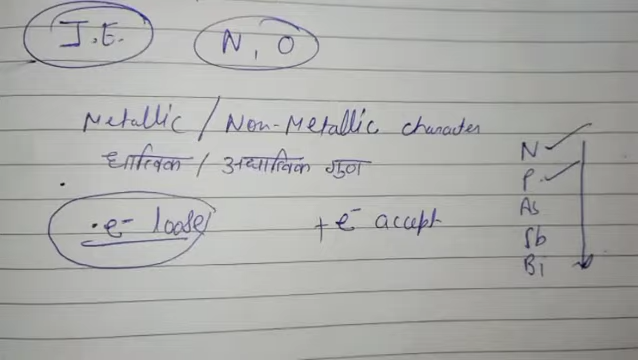 I.E.
N, O
Metallic / Non-Metallic character
धात्विक / अधात्विक गुण
. e- loose
+ e- accept
N
P
As
Sb
Bi